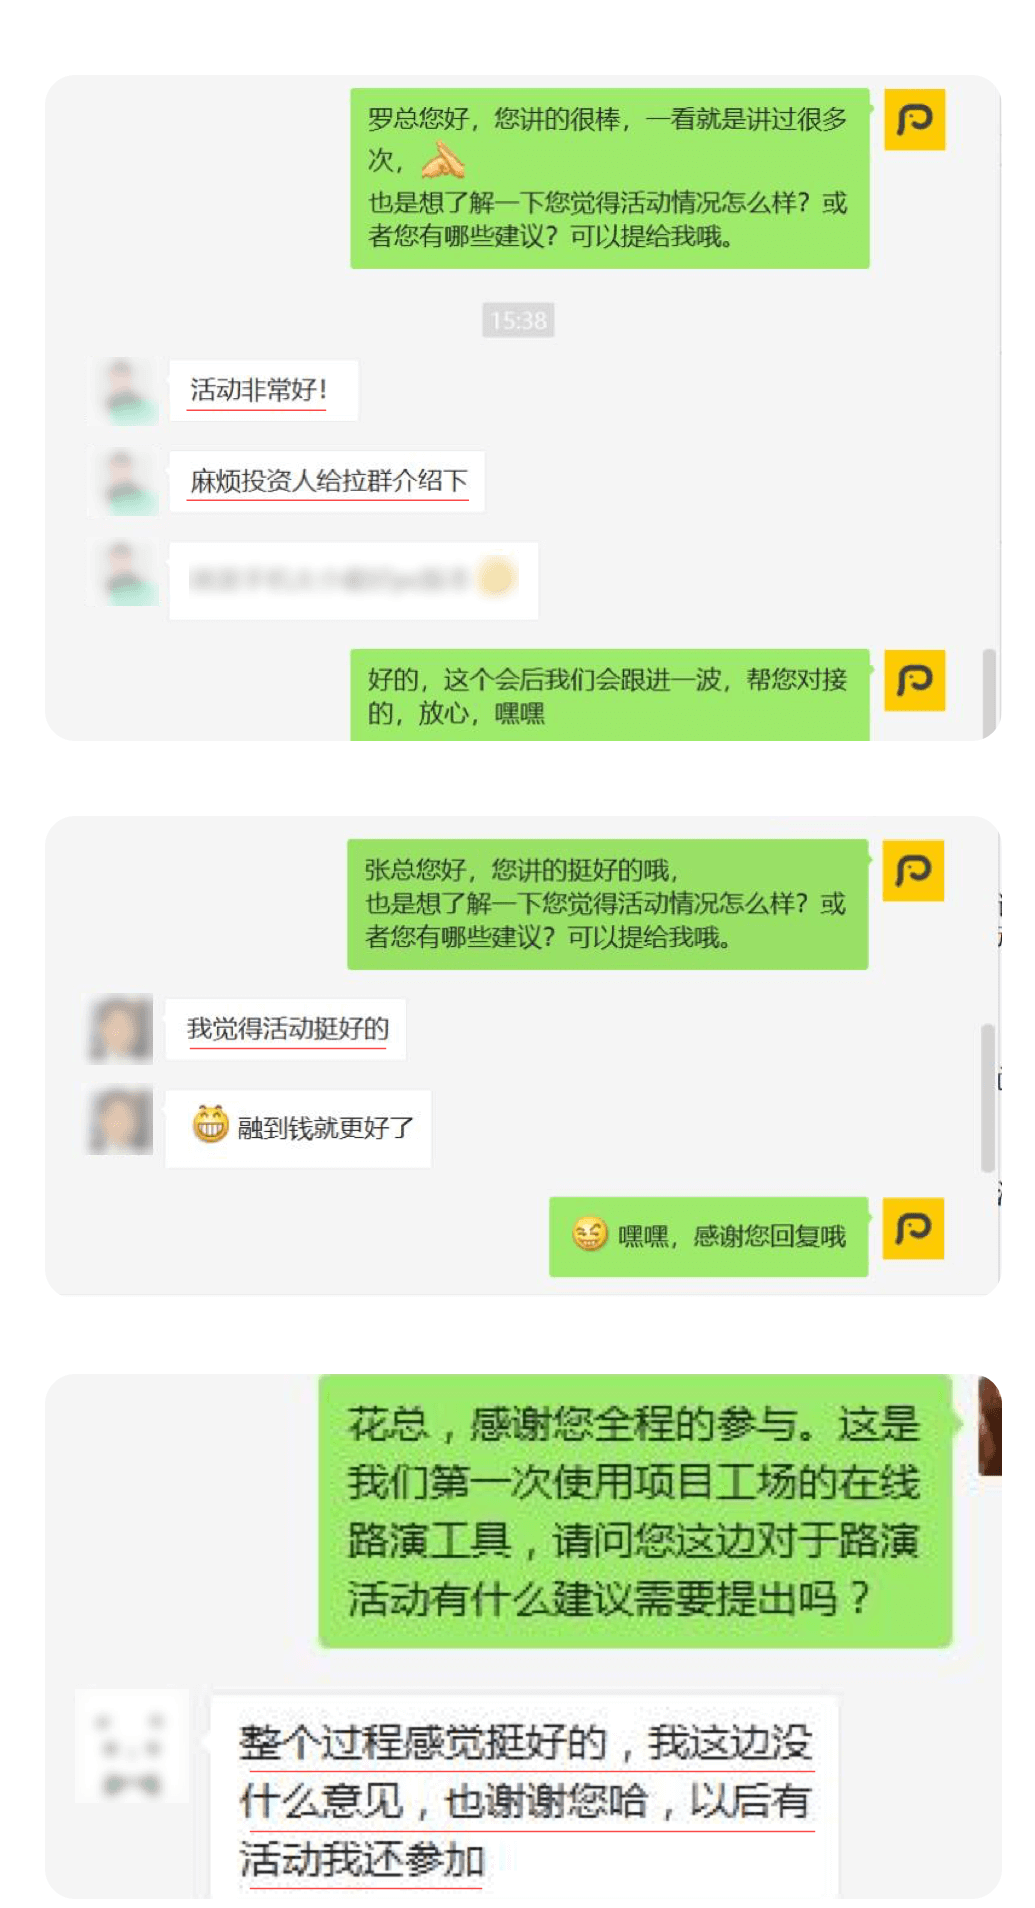 罗总您好，您讲的很棒，一看就是讲过很多
次，
也是想了解一下您觉得活动情况怎么样？或
者您有哪些建议？可以提给我哦。
15:38
活动非常好!
麻烦投资人给拉群介绍下
好的，这个会后我们会跟进一波，帮您对接
的，放心，嘿嘿
张总您好，您讲的挺好的哦，
也是想了解一下您觉得活动情况怎么样？或
者您有哪些建议？可以提给我哦。
我觉得活动挺好的
融到钱就更好了
嘿嘿，感谢您回复哦
花总，感谢您全程的参与。这是
我们第一次使用项目工场的在线
路演工具，请问您这边对于路演
活动有什么建议需要提出吗？
整个过程感觉挺好的，我这边没
什么意见，也谢谢您哈，以后有
活动我还参加